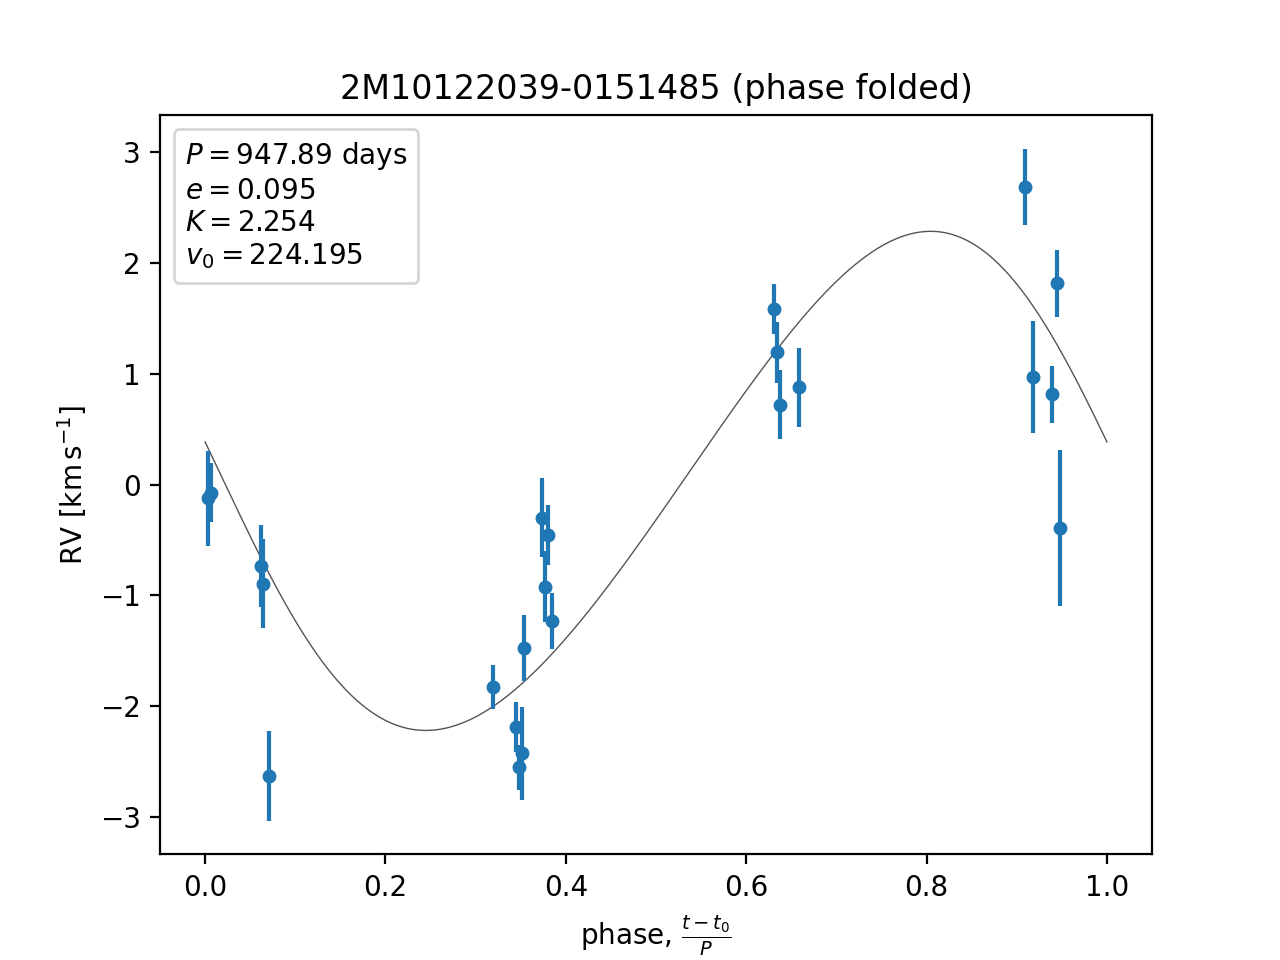 2M10122039-0151485 (phase folded)
P = 947.89 days
e = 0.095
K = 2.254
v₀ = 224.195
3
2
1
0
−1
−2
−3
RV [km s⁻¹]
0.0 0.2 0.4 0.6 0.8 1.0
phase, (t − t₀)/P